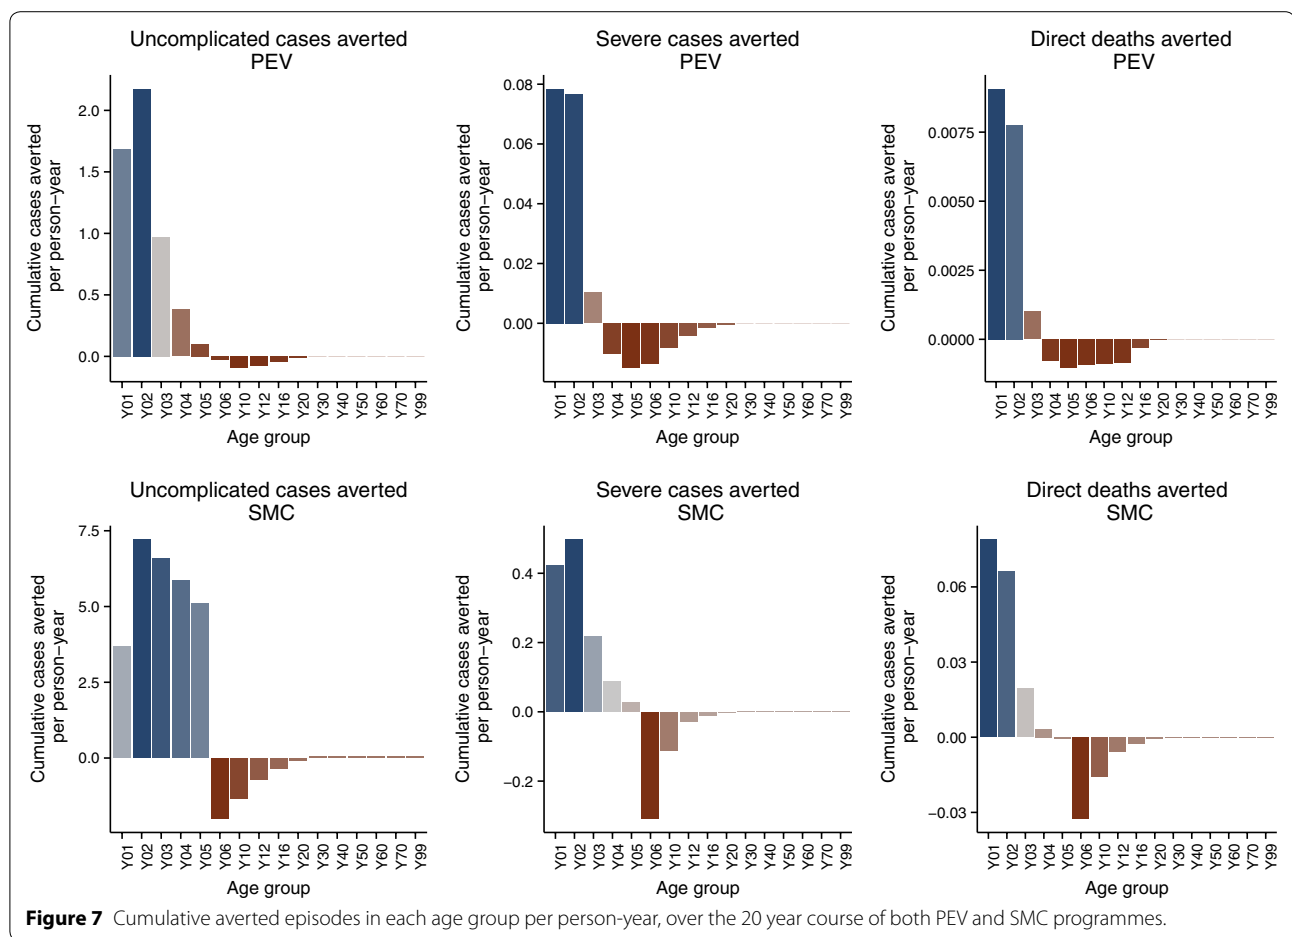 Uncomplicated cases averted
PEV
Cumulative cases averted
per person−year
2.0
1.5
1.0
0.5
0.0
Y01 Y02 Y03 Y04 Y05 Y06 Y10 Y12 Y16 Y20 Y30 Y40 Y50 Y60 Y70 Y99
Age group
Severe cases averted
PEV
Cumulative cases averted
per person−year
0.08
0.06
0.04
0.02
0.00
Y01 Y02 Y03 Y04 Y05 Y06 Y10 Y12 Y16 Y20 Y30 Y40 Y50 Y60 Y70 Y99
Age group
Direct deaths averted
PEV
Cumulative cases averted
per person−year
0.0075
0.0050
0.0025
0.0000
Y01 Y02 Y03 Y04 Y05 Y06 Y10 Y12 Y16 Y20 Y30 Y40 Y50 Y60 Y70 Y99
Age group
Uncomplicated cases averted
SMC
Cumulative cases averted
per person−year
7.5
5.0
2.5
0.0
Y01 Y02 Y03 Y04 Y05 Y06 Y10 Y12 Y16 Y20 Y30 Y40 Y50 Y60 Y70 Y99
Age group
Severe cases averted
SMC
Cumulative cases averted
per person−year
0.4
0.2
0.0
−0.2
Y01 Y02 Y03 Y04 Y05 Y06 Y10 Y12 Y16 Y20 Y30 Y40 Y50 Y60 Y70 Y99
Age group
Direct deaths averted
SMC
Cumulative cases averted
per person−year
0.06
0.03
0.00
−0.03
Y01 Y02 Y03 Y04 Y05 Y06 Y10 Y12 Y16 Y20 Y30 Y40 Y50 Y60 Y70 Y99
Age group
Figure 7 Cumulative averted episodes in each age group per person-year, over the 20 year course of both PEV and SMC programmes.